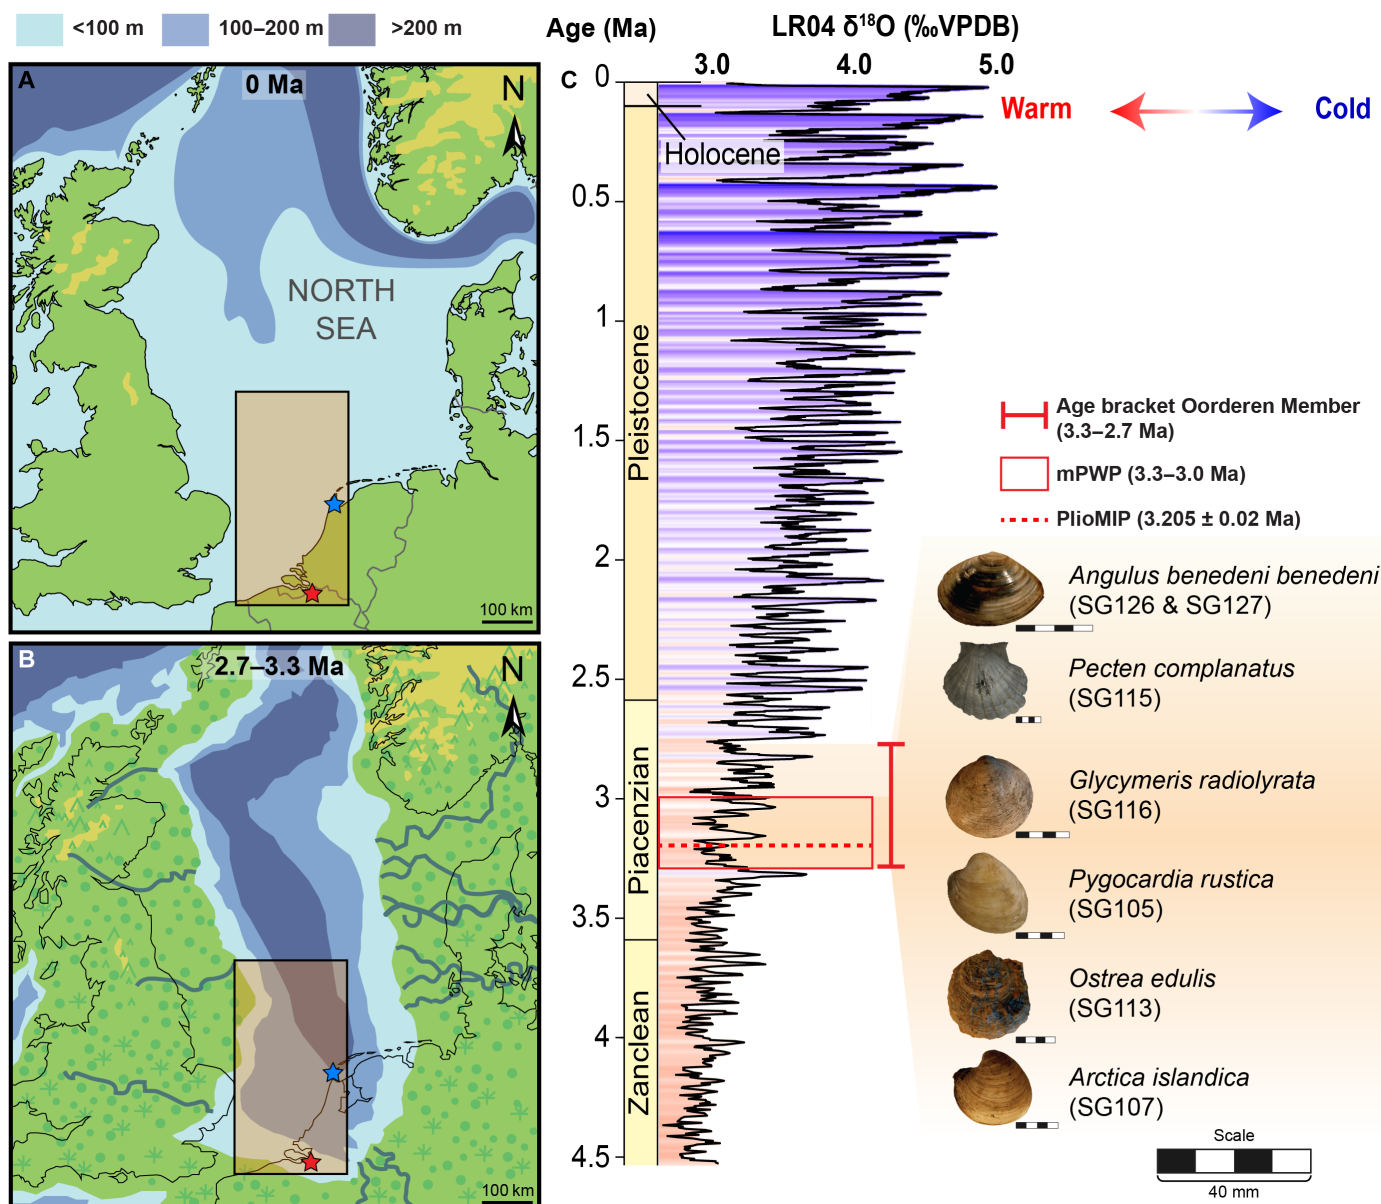 <100 m
100–200 m
>200 m
A
0 Ma
N
NORTH
SEA
100 km
B
2.7–3.3 Ma
N
100 km
C
Age (Ma)
LR04 δ¹⁸O (‰VPDB)
3.0
4.0
5.0
Warm
Cold
0
0.5
1
1.5
2
2.5
3
3.5
4
4.5
Holocene
Pleistocene
Piacenzian
Zanclean
Age bracket Oorderen Member
(3.3–2.7 Ma)
mPWP (3.3–3.0 Ma)
PlioMIP (3.205 ± 0.02 Ma)
Angulus benedeni benedeni
(SG126 & SG127)
Pecten complanatus
(SG115)
Glycymeris radiolyrata
(SG116)
Pygocardia rustica
(SG105)
Ostrea edulis
(SG113)
Arctica islandica
(SG107)
Scale
40 mm